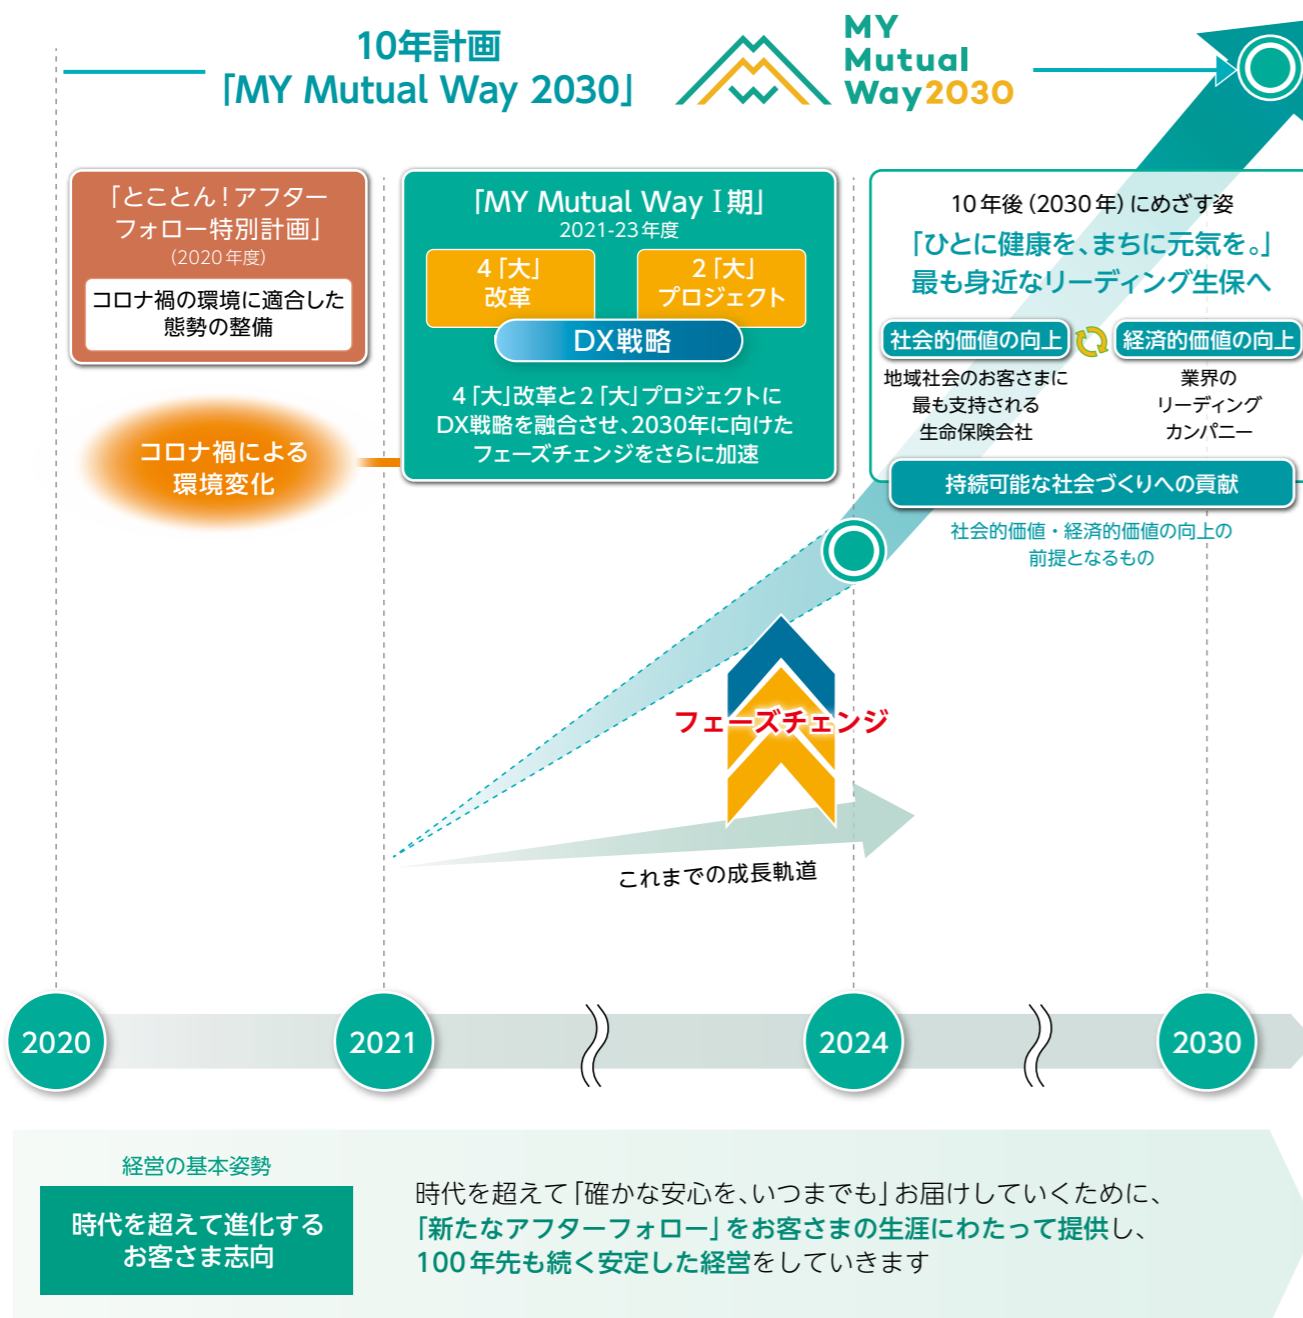 10年計画
「MY Mutual Way 2030」
MY
Mutual
Way2030
「とことん！アフター
フォロー特別計画」
（2020年度）
コロナ禍の環境に適合した
態勢の整備
コロナ禍による
環境変化
「MY Mutual Way Ⅰ期」
2021-23年度
4「大」
改革
2「大」
プロジェクト
DX戦略
4「大」改革と2「大」プロジェクトに
DX戦略を融合させ、2030年に向けた
フェーズチェンジをさらに加速
10年後（2030年）にめざす姿
「ひとに健康を、まちに元気を。」
最も身近なリーディング生保へ
社会的価値の向上
経済的価値の向上
地域社会のお客さまに
最も支持される
生命保険会社
業界の
リーディング
カンパニー
持続可能な社会づくりへの貢献
社会的価値・経済的価値の向上の
前提となるもの
フェーズチェンジ
これまでの成長軌道
2020
2021
2024
2030
経営の基本姿勢
時代を超えて進化する
お客さま志向
時代を超えて「確かな安心を、いつまでも」お届けしていくために、
「新たなアフターフォロー」をお客さまの生涯にわたって提供し、
100年先も続く安定した経営をしていきます